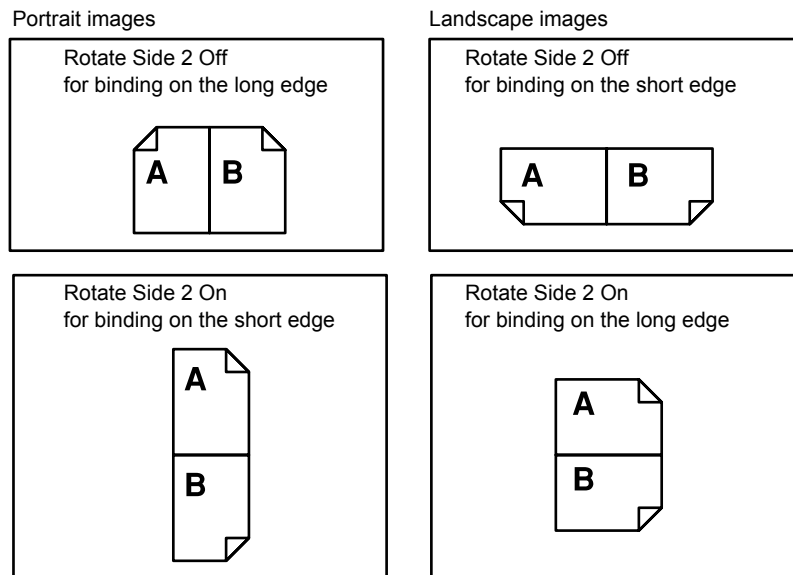 Portrait images
Landscape images
Rotate Side 2 Off
for binding on the long edge
A B
Rotate Side 2 Off
for binding on the short edge
A B
Rotate Side 2 On
for binding on the short edge
A
B
Rotate Side 2 On
for binding on the long edge
A
B